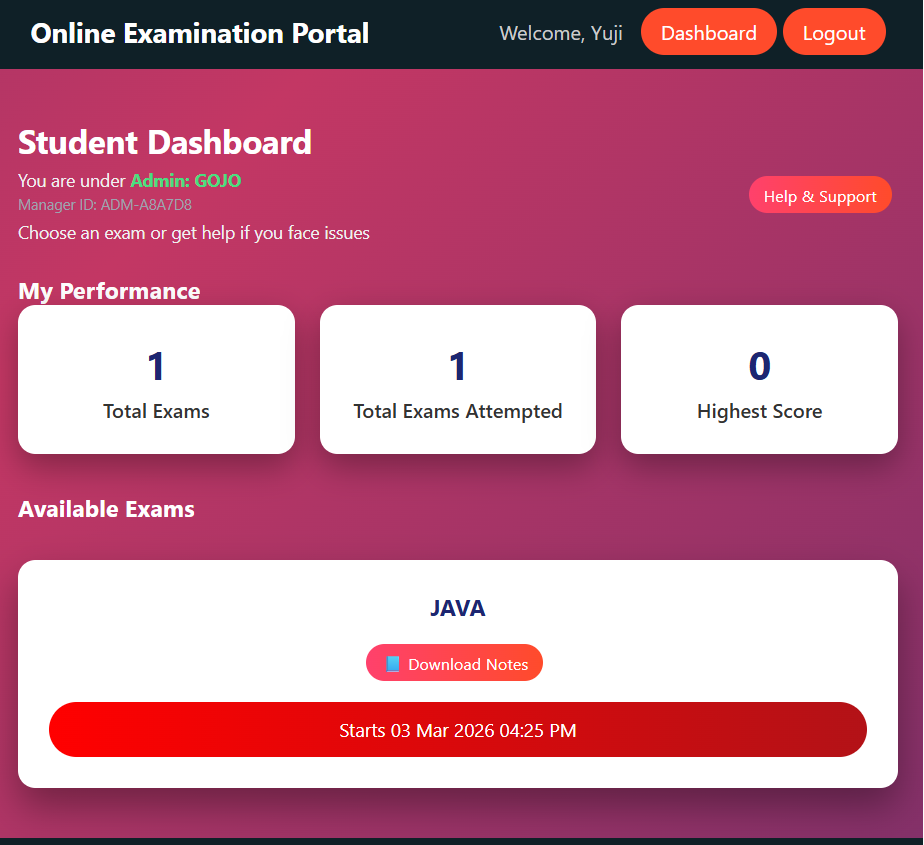 Online Examination Portal
Welcome, Yuji
Dashboard
Logout
Student Dashboard
You are under Admin: GOJO
Manager ID: ADM-A8A7D8
Choose an exam or get help if you face issues
Help & Support
My Performance
1
Total Exams
1
Total Exams Attempted
0
Highest Score
Available Exams
JAVA
Download Notes
Starts 03 Mar 2026 04:25 PM